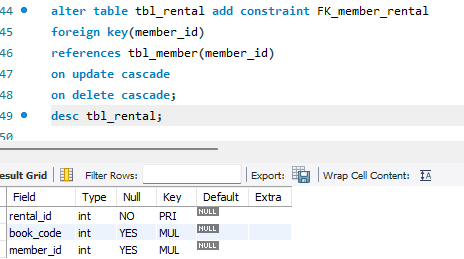 44 alter table tbl_rental add constraint FK_member_rental
45 foreign key(member_id)
46 references tbl_member(member_id)
47 on update cascade
48 on delete cascade;
49 desc tbl_rental;
50
esult Grid Filter Rows: Export: Wrap Cell Content: IA
Field Type Null Key Default Extra
rental_id int NO PRI NULL
book_code int YES MUL NULL
member_id int YES MUL NULL